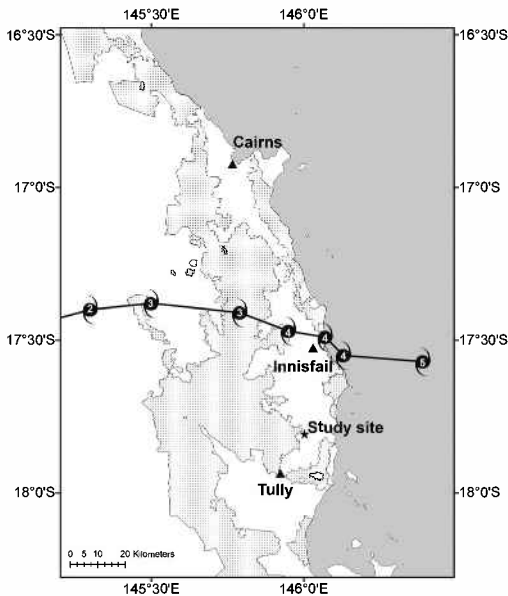 145°30'E 146°0'E
16°30'S 16°30'S
Cairns
17°0'S 17°0'S
2 3 3 4 4 4 5
17°30'S 17°30'S
Innisfail
Study site
Tully
18°0'S 18°0'S
0 5 10 20 Kilometers
145°30'E 146°0'E